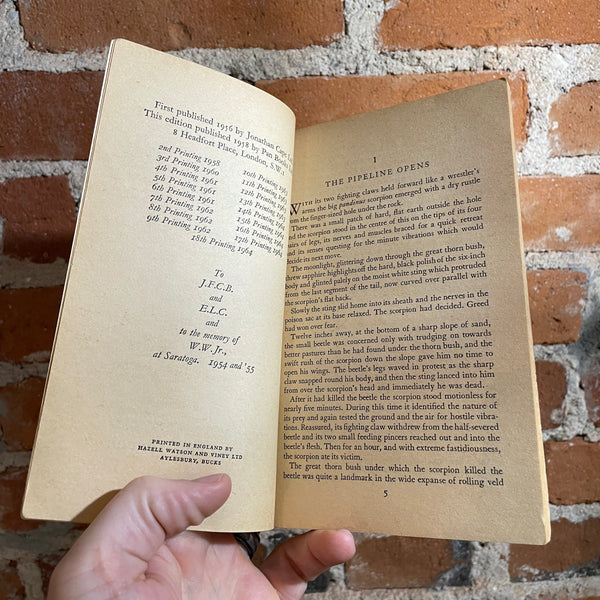 First published 1956 by Jonathan Cape Ltd.
This edition published 1958 by Pan Books Ltd.,
8 Headfort Place, London, S.W.1
2nd Printing 1958
3rd Printing 1960
4th Printing 1961
5th Printing 1961
6th Printing 1961
7th Printing 1962
8th Printing 1962
9th Printing 1962
10th Printing
11th Printing
12th Printing
13th Printing
14th Printing
15th Printing
16th Printing
17th Printing 1964
18th Printing 1964
To
J.F.C.B.
and
E.L.C.
and
to the memory of
W.W. Jr.,
at Saratoga. 1954 and '55
PRINTED IN ENGLAND BY
HAZELL WATSON AND VINEY LTD
AYLESBURY, BUCKS
1
THE PIPELINE OPENS
WITH its two fighting claws held forward like a wrestler's
arms the big pandinus scorpion emerged with a dry rustle
from the finger-sized hole under the rock.
There was a small patch of hard, flat earth outside the hole
and the scorpion stood in the centre of this on the tips of its four
pairs of legs, its nerves and muscles braced for a quick retreat
and its senses questing for the minute vibrations which would
decide its next move.
The moonlight, glittering down through the great thorn bush,
threw sapphire highlights off the hard, black polish of the six-inch
body and glinted palely on the moist white sting which protruded
from the last segment of the tail, now curved over parallel with
the scorpion's flat back.
Slowly the sting slid home into its sheath and the nerves in the
poison sac at its base relaxed. The scorpion had decided. Greed
had won over fear.
Twelve inches away, at the bottom of a sharp slope of sand,
the small beetle was concerned only with trudging on towards
better pastures than he had found under the thorn bush, and the
swift rush of the scorpion down the slope gave him no time to
open his wings. The beetle's legs waved in protest as the sharp
claw snapped round his body, and then the sting lanced into him
from over the scorpion's head and immediately he was dead.
After it had killed the beetle the scorpion stood motionless for
nearly five minutes. During this time it identified the nature of
its prey and again tested the ground and the air for hostile vibra-
tions. Reassured, its fighting claw withdrew from the half-severed
beetle and its two small feeding pincers reached out and into the
beetle's flesh. Then for an hour, and with extreme fastidiousness,
the scorpion ate its victim.
The great thorn bush under which the scorpion killed the
beetle was quite a landmark in the wide expanse of rolling veld
5